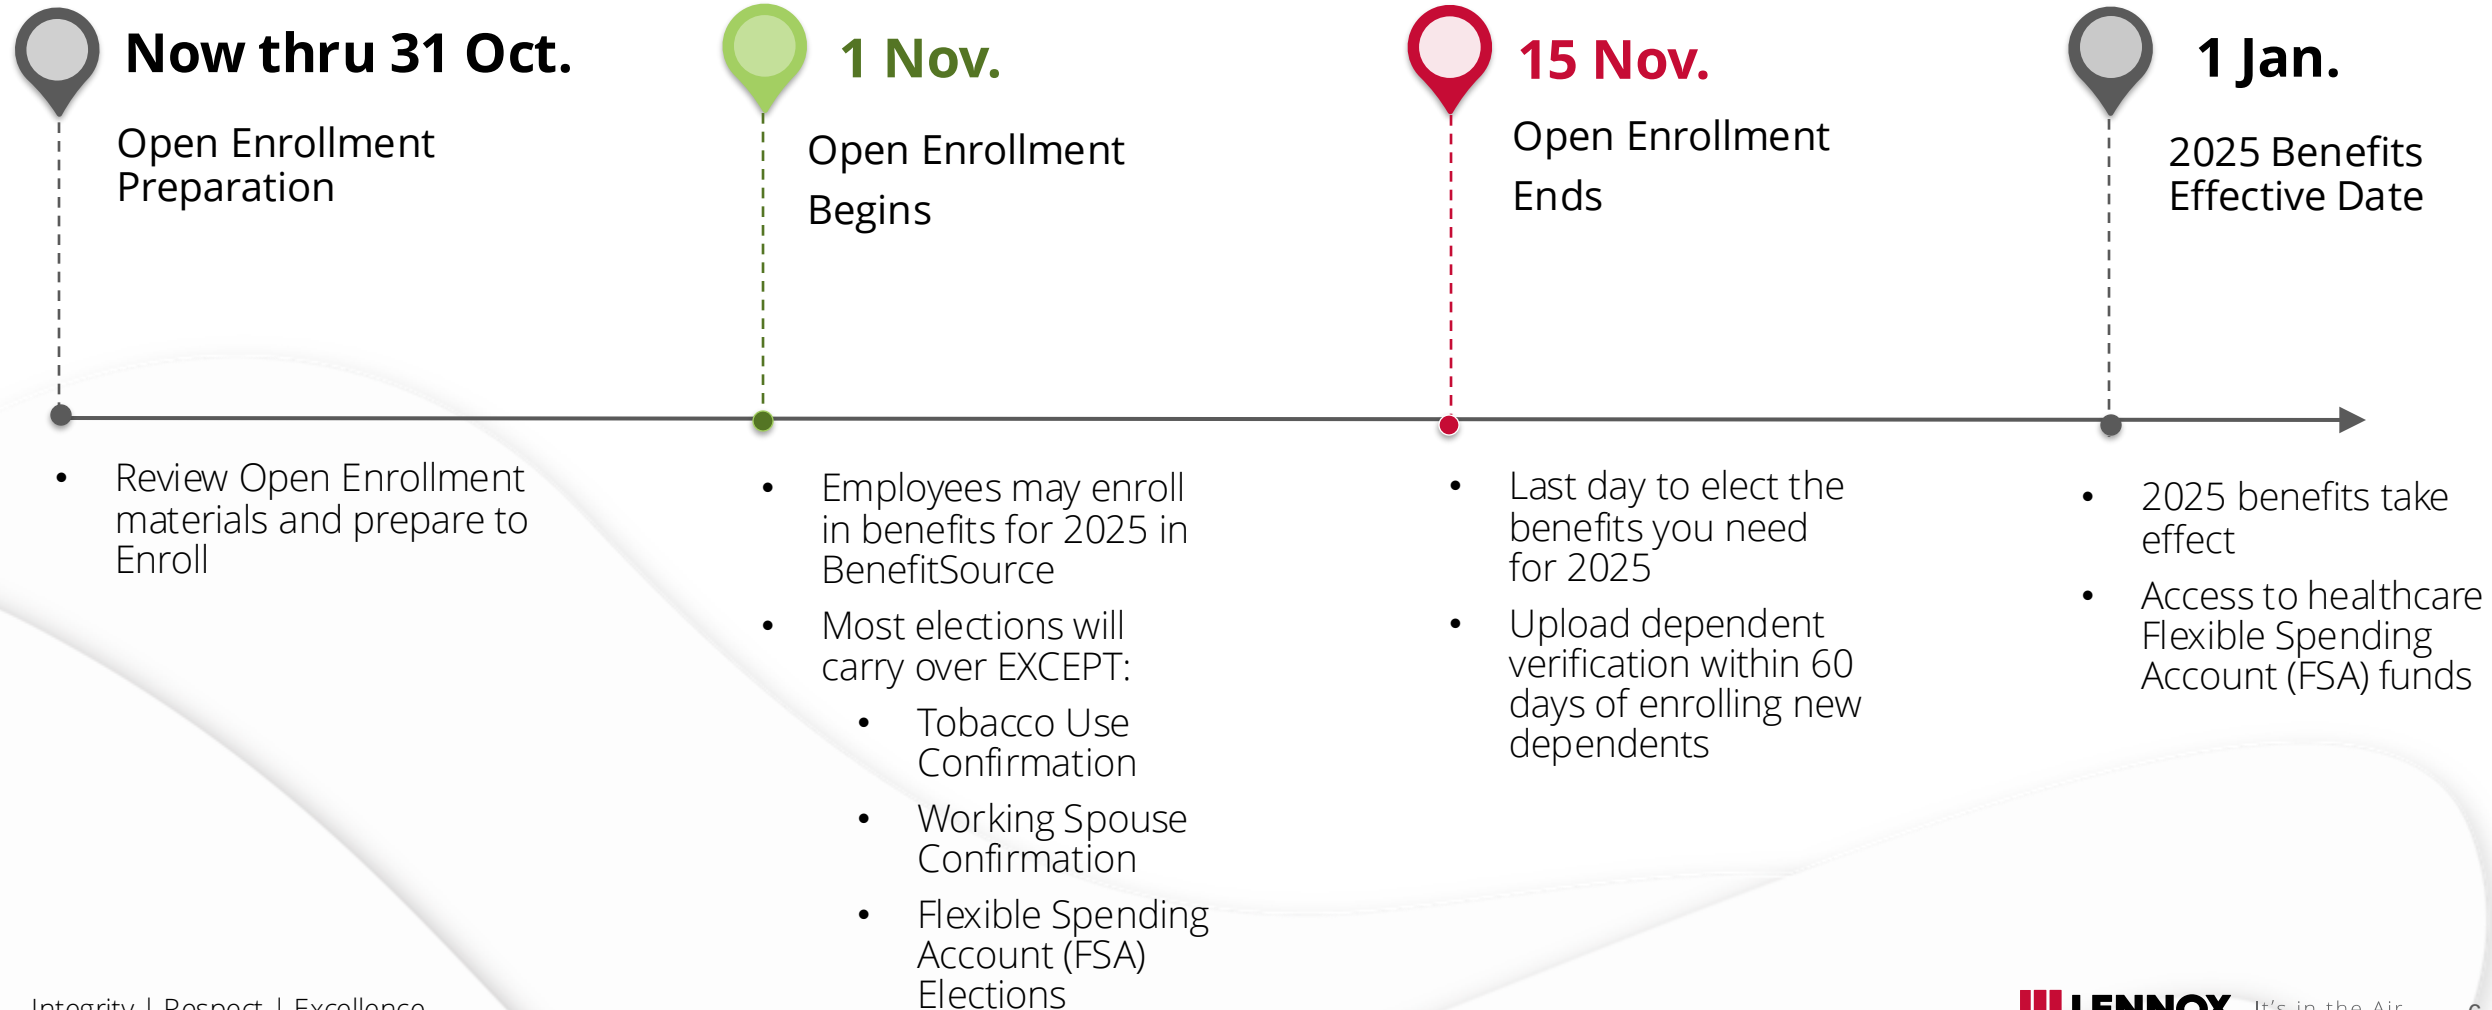 Now thru 31 Oct.
Open Enrollment
Preparation
• Review Open Enrollment
materials and prepare to
Enroll
1 Nov.
Open Enrollment
Begins
• Employees may enroll
in benefits for 2025 in
BenefitSource
• Most elections will
carry over EXCEPT:
• Tobacco Use
Confirmation
• Working Spouse
Confirmation
• Flexible Spending
Account (FSA)
Elections
15 Nov.
Open Enrollment
Ends
• Last day to elect the
benefits you need
for 2025
• Upload dependent
verification within 60
days of enrolling new
dependents
1 Jan.
2025 Benefits
Effective Date
• 2025 benefits take
effect
• Access to healthcare
Flexible Spending
Account (FSA) funds
Integrity | Respect | Excellence
LENNOX It's in the Air